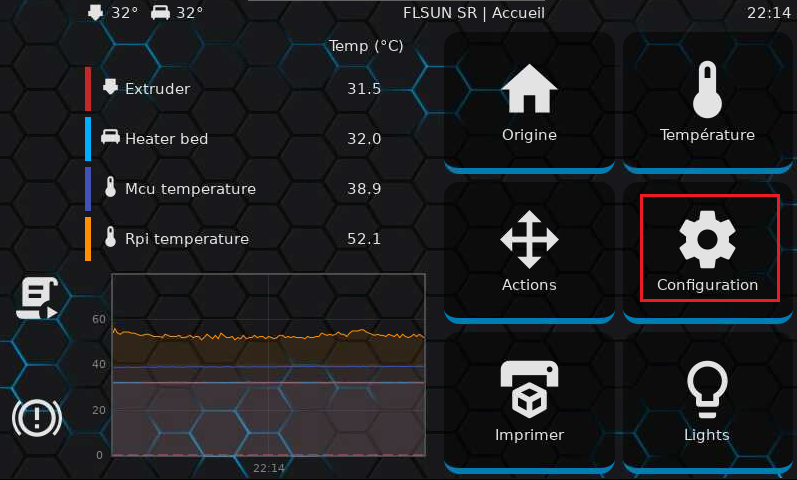 32° 32° FLSUN SR | Accueil 22:14
Temp (°C)
Extruder 31.5
Heater bed 32.0
Mcu temperature 38.9
Rpi temperature 52.1
60
40
20
0
22:14
Origine
Température
Actions
Configuration
Imprimer
Lights